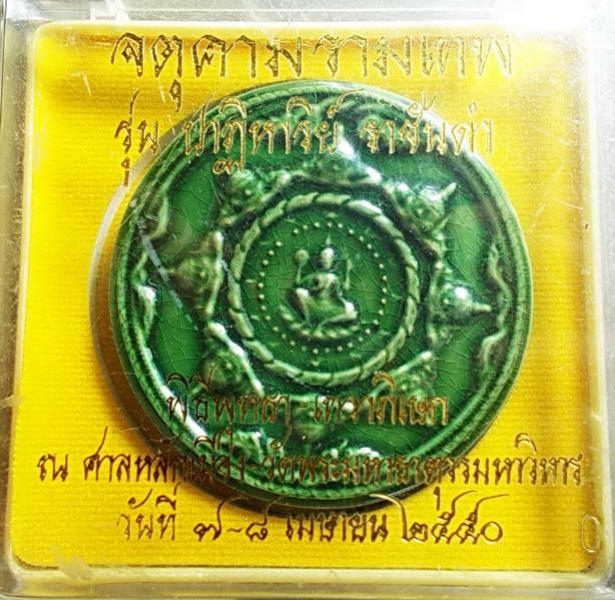 จตุคามรามเทพ
รุ่น ปาฏิหาริย์ ราชันดำ
พิธีพุทธา-เทวาภิเษก
ณ ศาลหลักเมือง-วัดพระมหาธาตุวรมหาวิหาร
วันที่ ๗-๘ เมษายน ๒๕๕๐